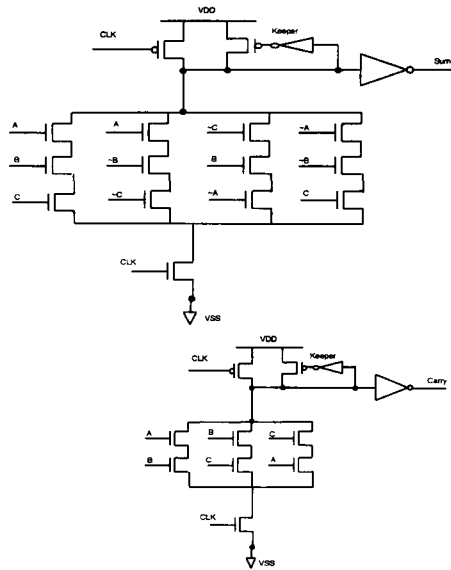 VDD
CLK
Keeper
Sum
A A ~C ~A
B ~B B ~B
C ~C ~A C
CLK
VSS
VDD
CLK
Keeper
Carry
A B C
B C A
CLK
VSS